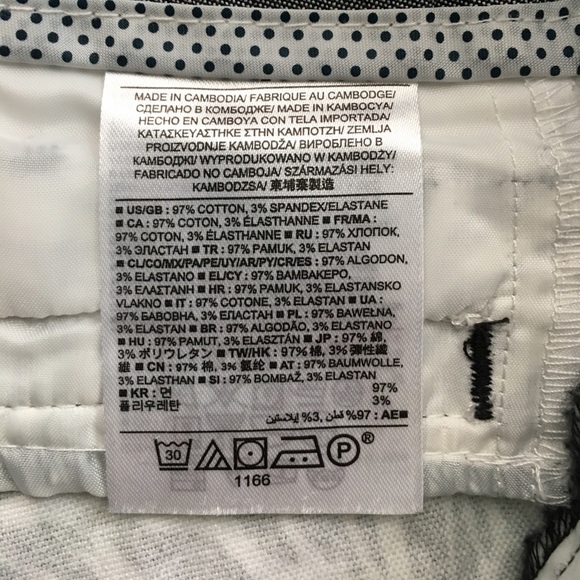 MADE IN CAMBODIA/ FABRIQUE AU CAMBODGE/
СДЕЛАНО В КОМБОДЖЕ/ MADE IN KAMBOCYA/
HECHO EN CAMBOYA CON TELA IMPORTADA/
ΚΑΤΑΣΚΕΥΑΣΤΗΚΕ ΣΤΗΝ ΚΑΜΠΟΤΖΗ/ ZEMLJA
PROIZVODNJE KAMBODŽA/ ВИРОБЛЕНО В
КАМБОДЖІ/ WYPRODUKOWANO W KAMBODŻY/
FABRICADO NO CAMBOJA/ SZÁRMAZÁSI HELY:
KAMBODZSA/ 柬埔寨製造
■ US/GB : 97% COTTON, 3% SPANDEX/ELASTANE
■ CA : 97% COTON, 3% ÉLASTHANNE ■ FR/MA :
97% COTON, 3% ÉLASTHANNE ■ RU : 97% ХЛОПОК,
3% ЭЛАСТАН ■ TR : 97% PAMUK, 3% ELASTAN
■ CL/CO/MX/PA/PE/UY/AR/PY/CR/ES : 97% ALGODON,
3% ELASTANO ■ EL/CY : 97% ΒΑΜΒΑΚΕΡΟ,
3% ΕΛΑΣΤΑΝΗ ■ HR : 97% PAMUK, 3% ELASTANSKO
VLAKNO ■ IT : 97% COTONE, 3% ELASTAN ■ UA :
97% БАВОВНА, 3% ЕЛАСТАН ■ PL : 97% BAWEŁNA,
3% ELASTAN ■ BR : 97% ALGODÃO, 3% ELASTANO
■ HU : 97% PAMUT, 3% ELASZTÁN ■ JP : 97% 綿,
3% ポリウレタン ■ TW/HK : 97% 棉, 3% 彈性纖
維 ■ CN : 97% 棉, 3% 氨纶 ■ AT : 97% BAUMWOLLE,
3% ELASTHAN ■ SI : 97% BOMBAŽ, 3% ELASTAN
■ KR : 면 97%
폴리우레탄 3%
■ AE : 97% قطن, 3% إيلاستين
30 P®
1166